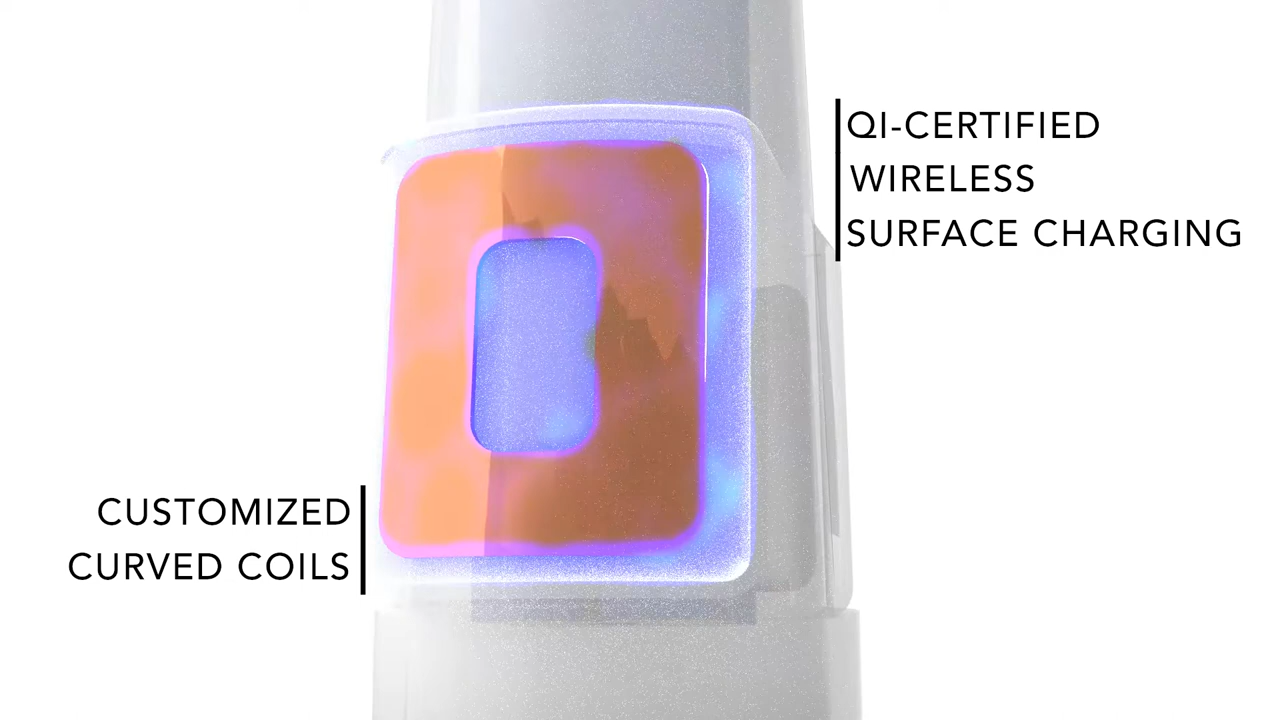 QI-CERTIFIED
WIRELESS
SURFACE CHARGING
CUSTOMIZED
CURVED COILS